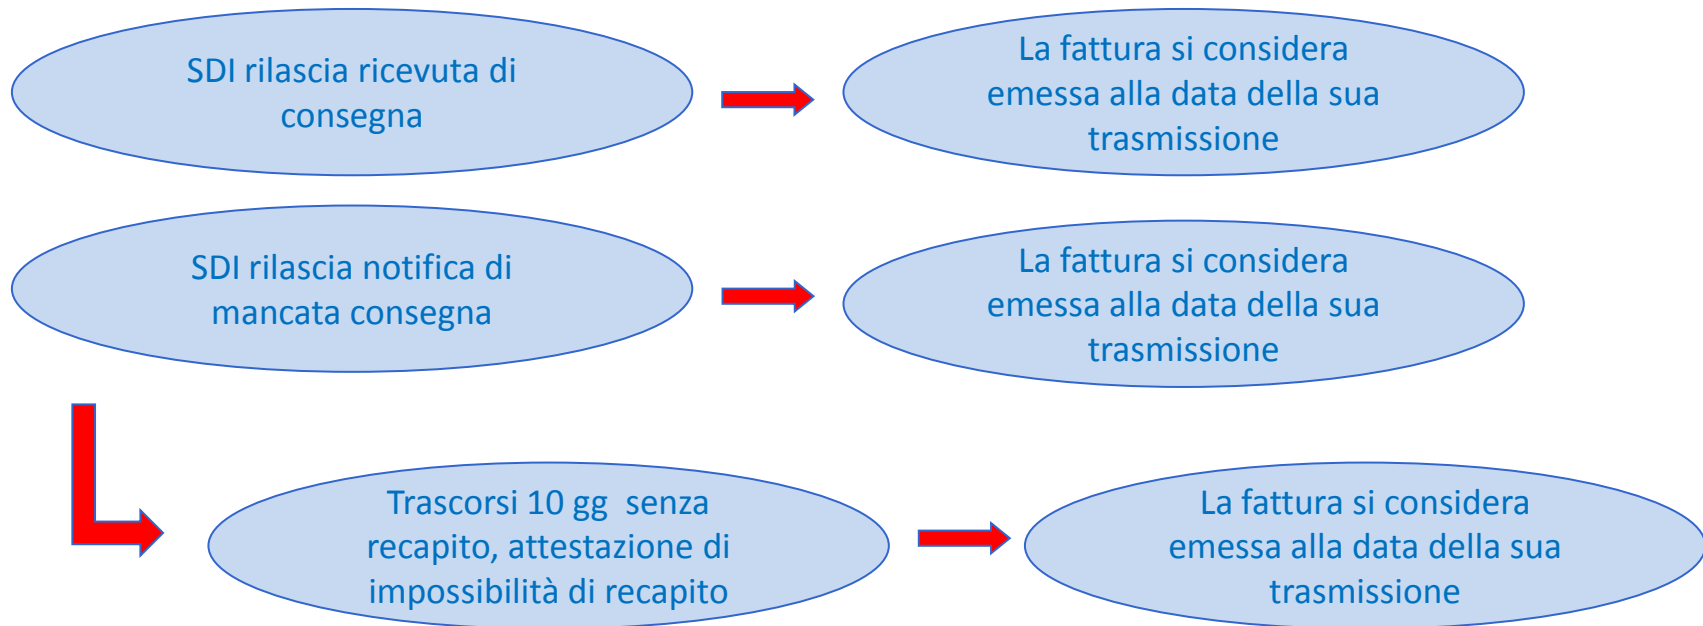 SDI rilascia ricevuta di
consegna
La fattura si considera
emessa alla data della sua
trasmissione
SDI rilascia notifica di
mancata consegna
La fattura si considera
emessa alla data della sua
trasmissione
Trascorsi 10 gg  senza
recapito, attestazione di
impossibilità di recapito
La fattura si considera
emessa alla data della sua
trasmissione